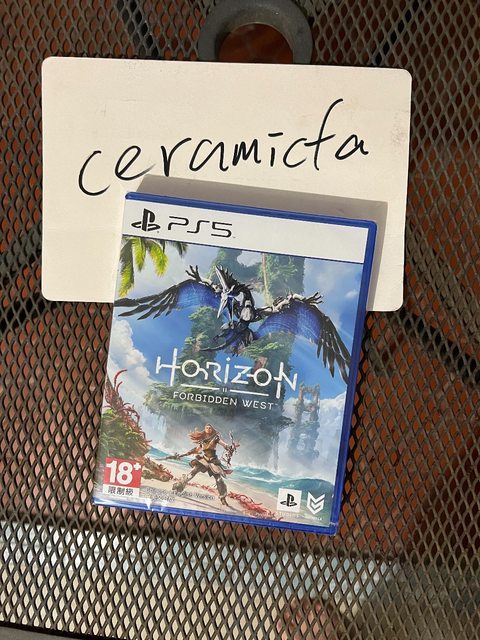 ceramicfa
PS5
HORIZON
FORBIDDEN WEST
18+
限制級